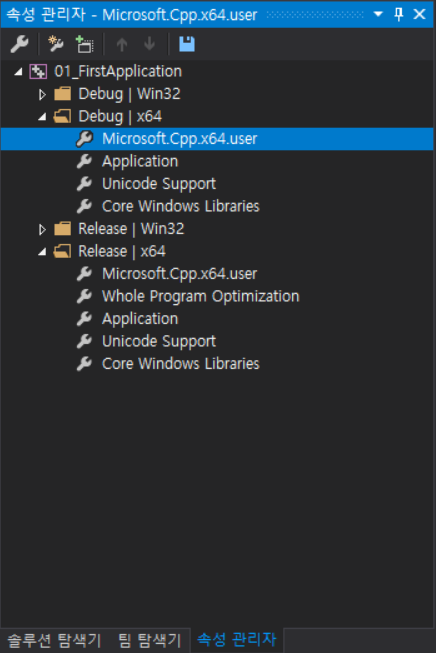 속성 관리자 - Microsoft.Cpp.x64.user
01_FirstApplication
Debug | Win32
Debug | x64
Microsoft.Cpp.x64.user
Application
Unicode Support
Core Windows Libraries
Release | Win32
Release | x64
Microsoft.Cpp.x64.user
Whole Program Optimization
Application
Unicode Support
Core Windows Libraries
솔루션 탐색기 팀 탐색기 속성 관리자